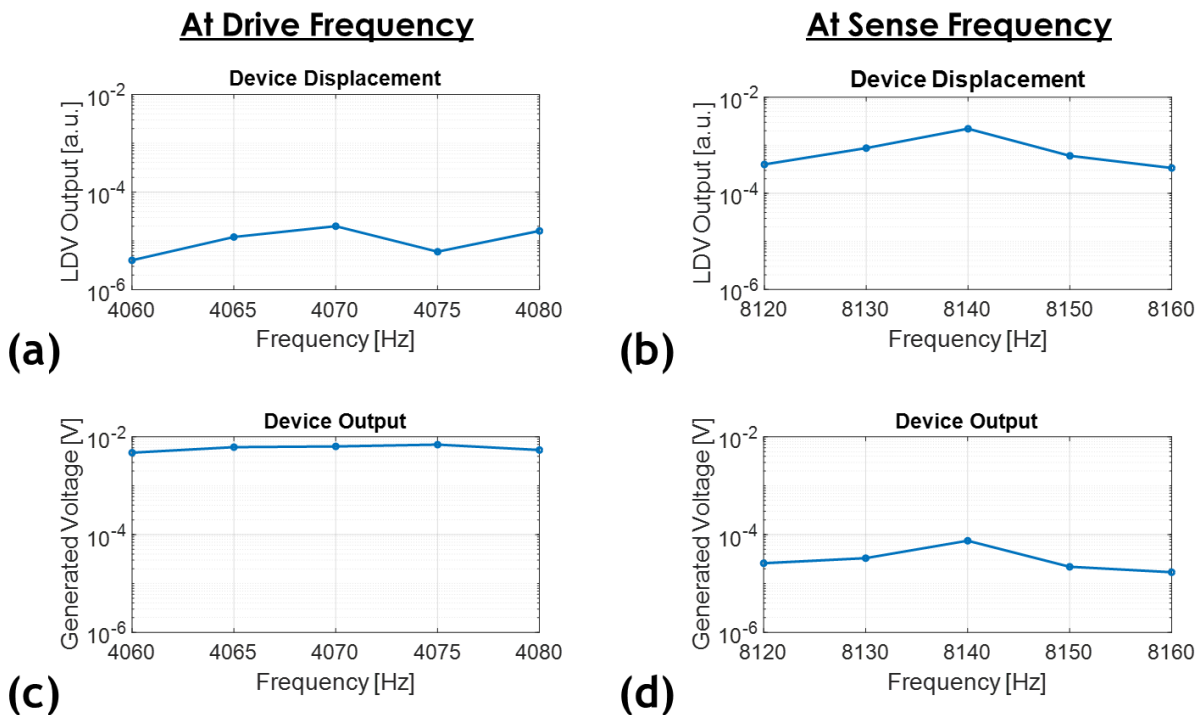 At Drive Frequency
At Sense Frequency
Device Displacement
LDV Output [a.u.]
10^-2
10^-4
10^-6
4060 4065 4070 4075 4080
Frequency [Hz]
(a)
Device Displacement
LDV Output [a.u.]
10^-2
10^-4
10^-6
8120 8130 8140 8150 8160
Frequency [Hz]
(b)
Device Output
Generated Voltage [V]
10^-2
10^-4
10^-6
4060 4065 4070 4075 4080
Frequency [Hz]
(c)
Device Output
Generated Voltage [V]
10^-2
10^-4
10^-6
8120 8130 8140 8150 8160
Frequency [Hz]
(d)